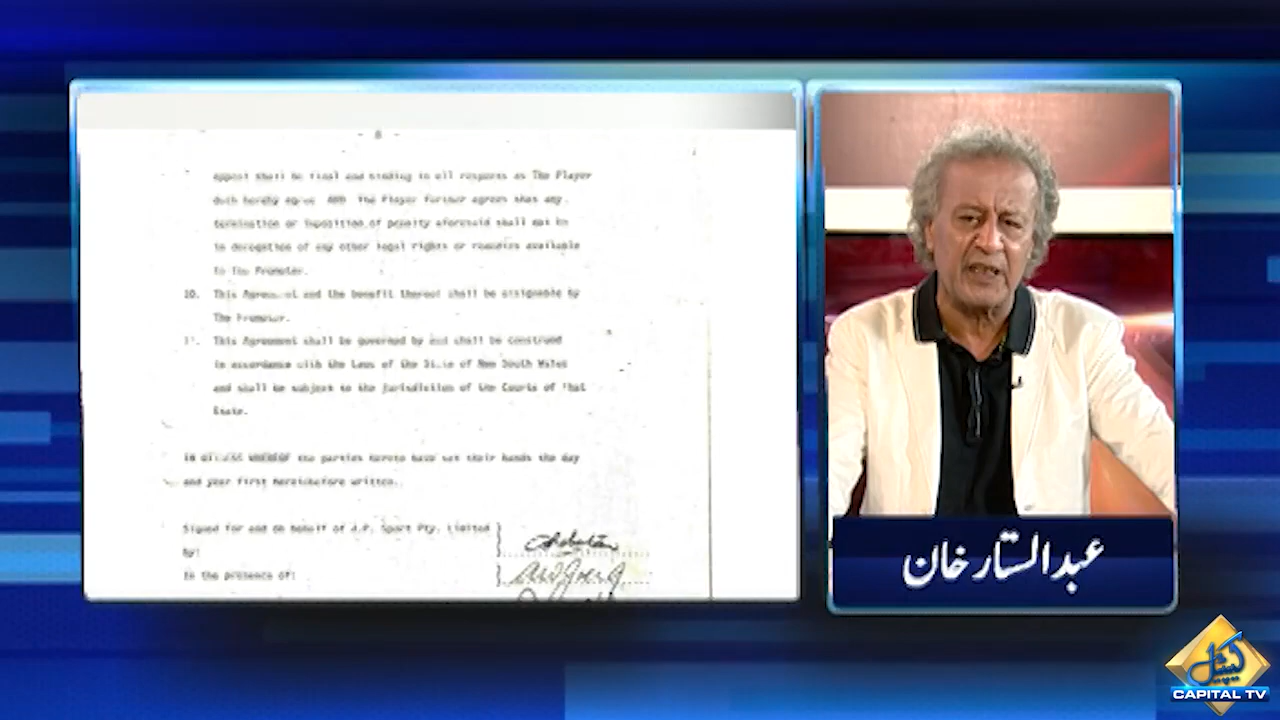 - 8 -
appeal shall be final and binding in all respects as The Player
doth hereby agree AND The Player further agrees that any
termination or imposition of penalty aforesaid shall not be
in derogation of any other legal rights or remedies available
to The Promoter.
10. This Agreement and the benefit thereof shall be assignable by
The Promoter.
This Agreement shall be governed by and shall be construed
in accordance with the Laws of the State of New South Wales
and shall be subject to the jurisdiction of the Courts of that
State.
IN WITNESS WHEREOF the parties hereto have set their hands the day
and year first hereinbefore written.
Signed for and on behalf of J.P. Sport Pty. Limited
by:
In the presence of:
عبدالستار خان
کیپیٹل
CAPITAL TV